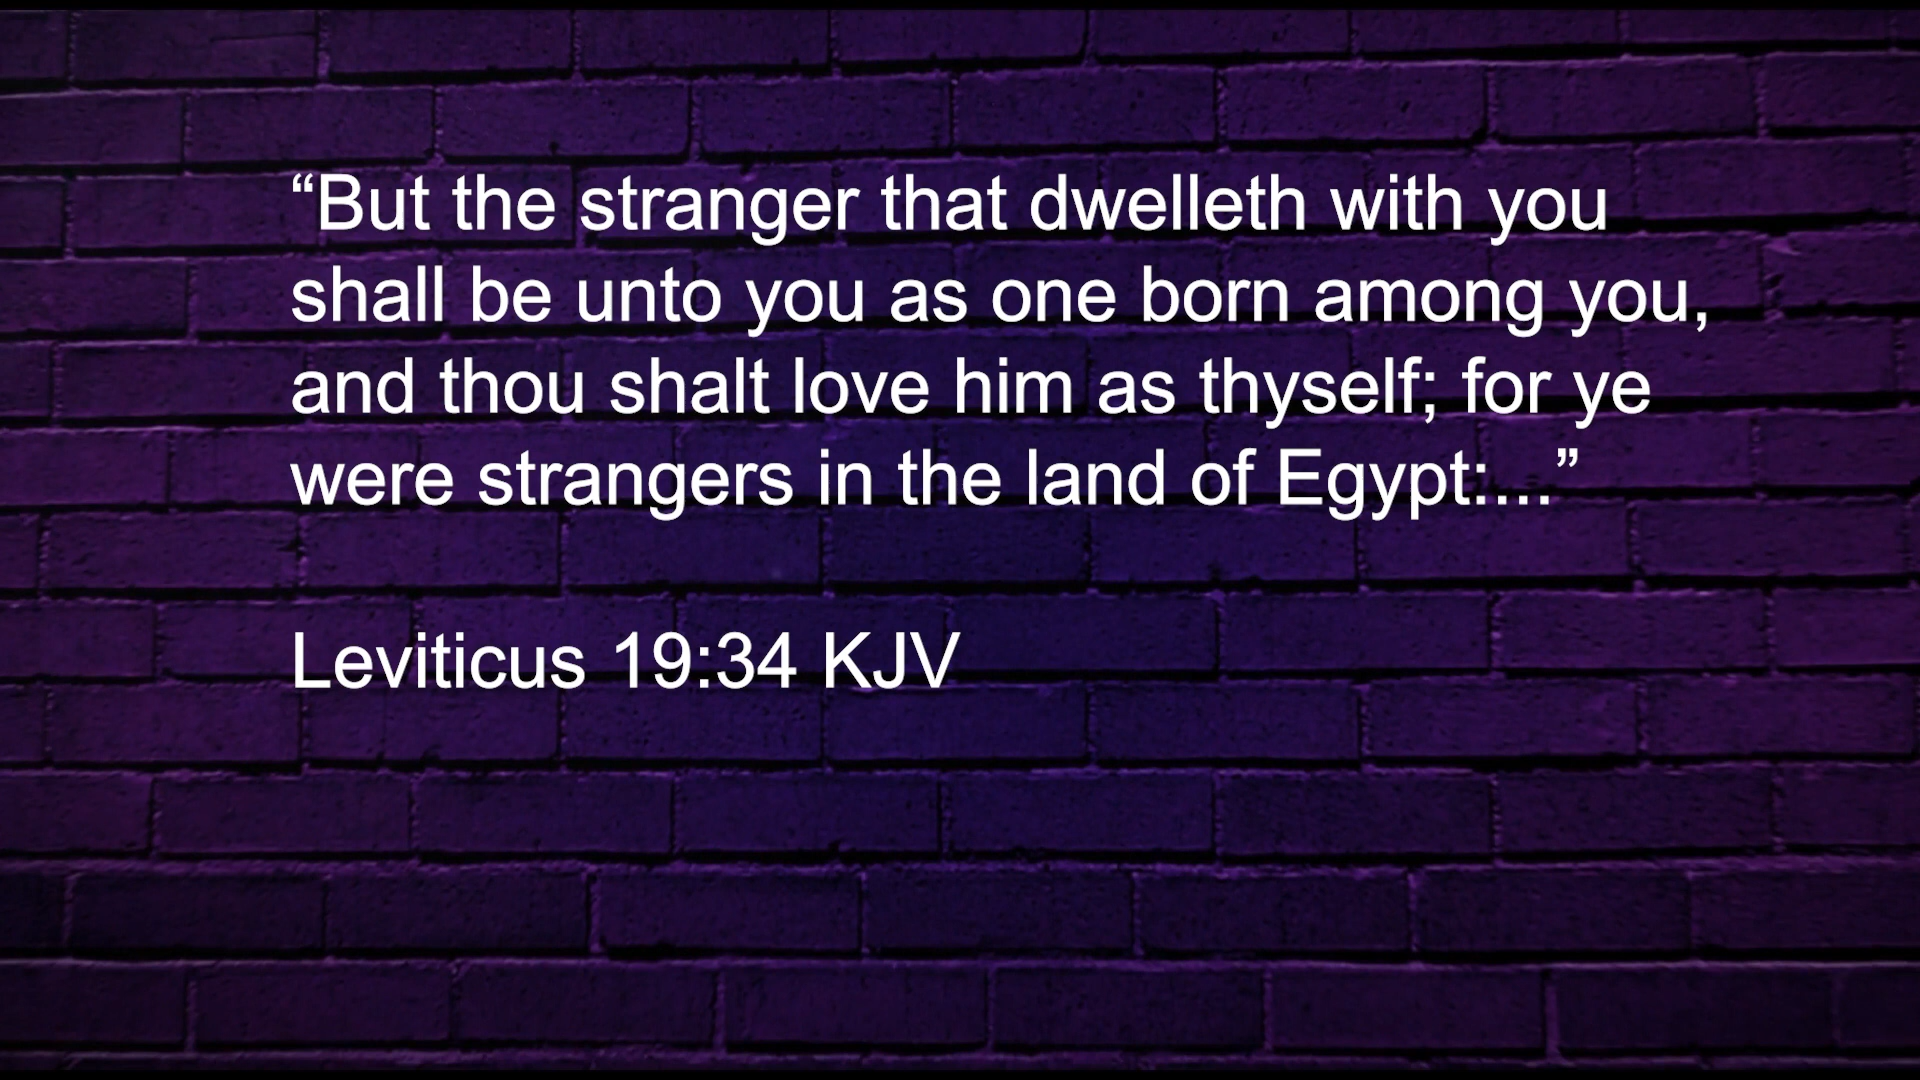 “But the stranger that dwelleth with you
shall be unto you as one born among you,
and thou shalt love him as thyself; for ye
were strangers in the land of Egypt:...”
Leviticus 19:34 KJV